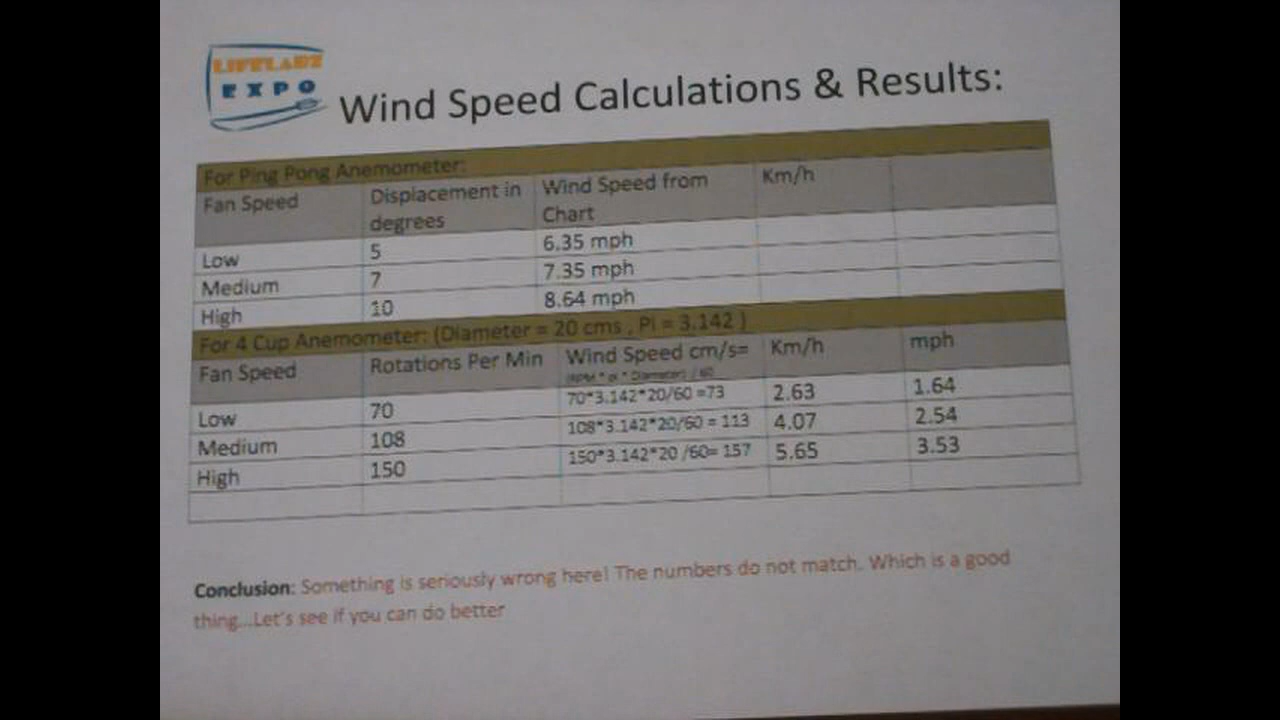 LIFELABZ
EXPO
Wind Speed Calculations & Results:
For Ping Pong Anemometer:
Fan Speed Displacement in degrees Wind Speed from Chart Km/h
Low 5 6.35 mph
Medium 7 7.35 mph
High 10 8.64 mph
For 4 Cup Anemometer: (Diameter = 20 cms , Pi = 3.142 )
Fan Speed Rotations Per Min Wind Speed cm/s= (RPM * pi * Diameter) / 60 Km/h mph
Low 70 70*3.142*20/60 =73 2.63 1.64
Medium 108 108*3.142*20/60 = 113 4.07 2.54
High 150 150*3.142*20 /60= 157 5.65 3.53
Conclusion: Something is seriously wrong here! The numbers do not match. Which is a good
thing...Let's see if you can do better